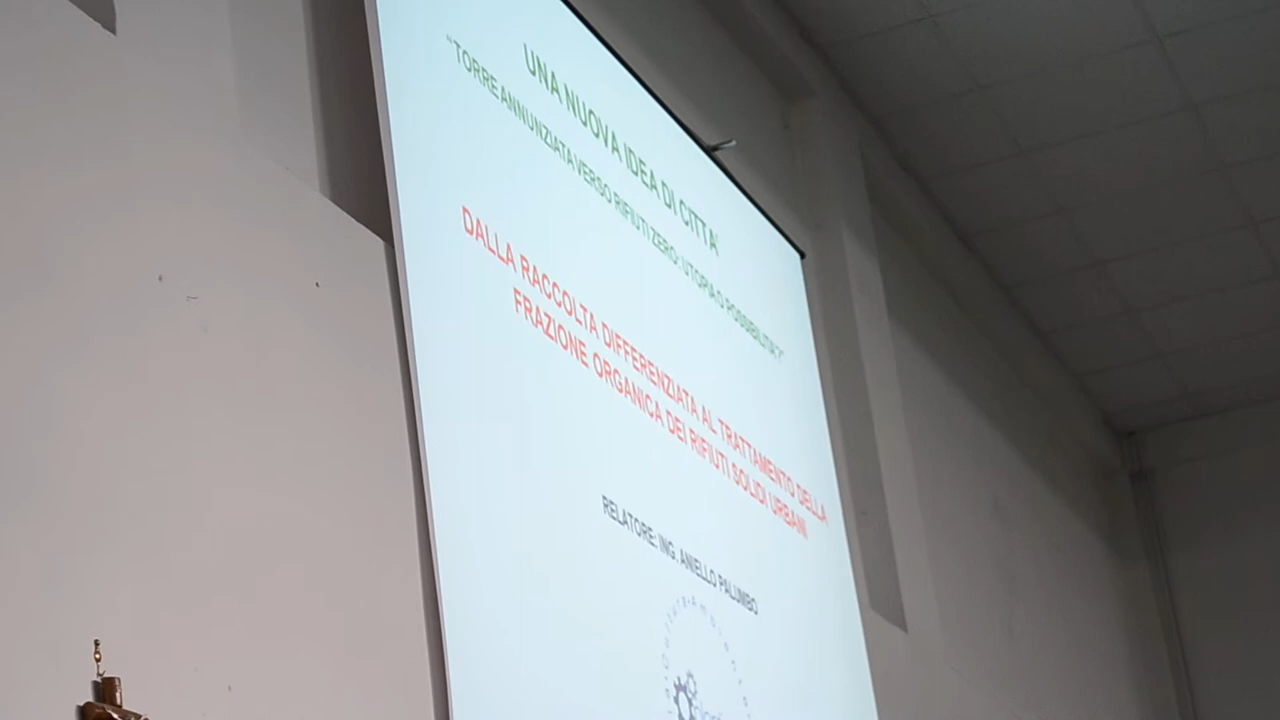 UNA NUOVA IDEA DI CITTA'
“TORRE ANNUNZIATA VERSO RIFIUTI ZERO: UTOPIA O POSSIBILITA'?”
DALLA RACCOLTA DIFFERENZIATA AL TRATTAMENTO DELLA
FRAZIONE ORGANICA DEI RIFIUTI SOLIDI URBANI
RELATORE: ING. ANIELLO PALUMBO